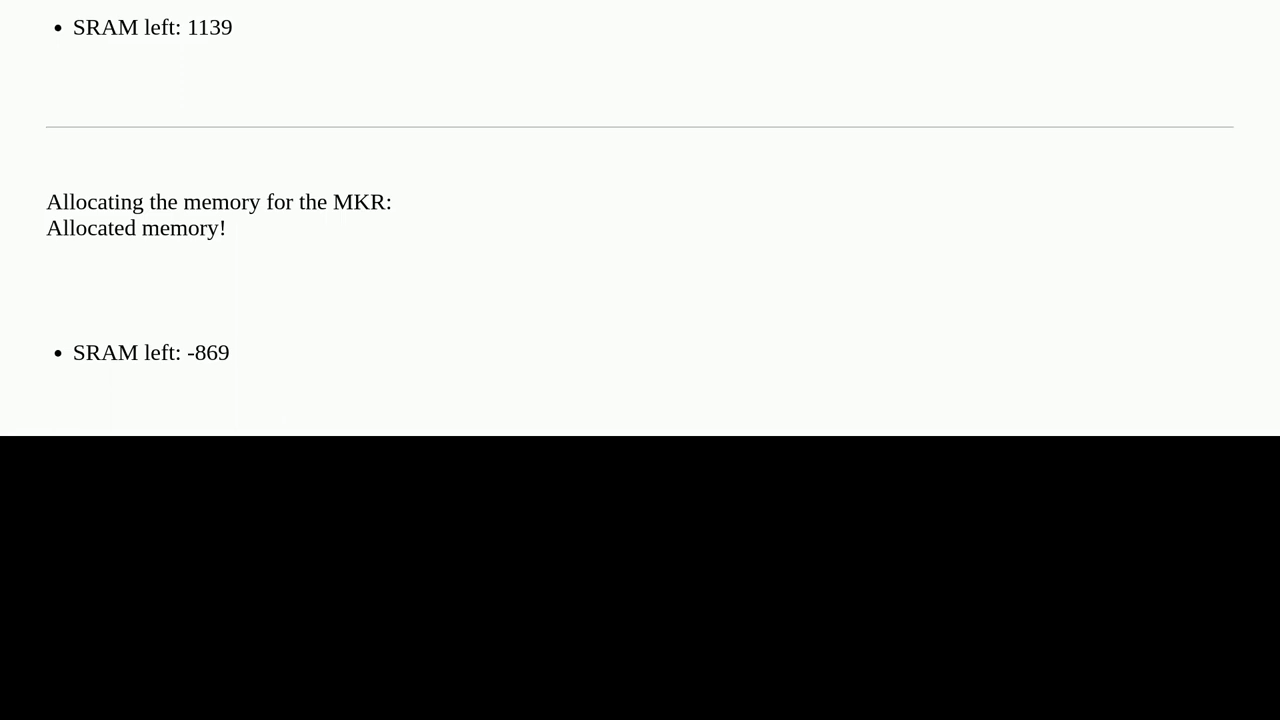 • SRAM left: 1139
Allocating the memory for the MKR:
Allocated memory!
• SRAM left: -869